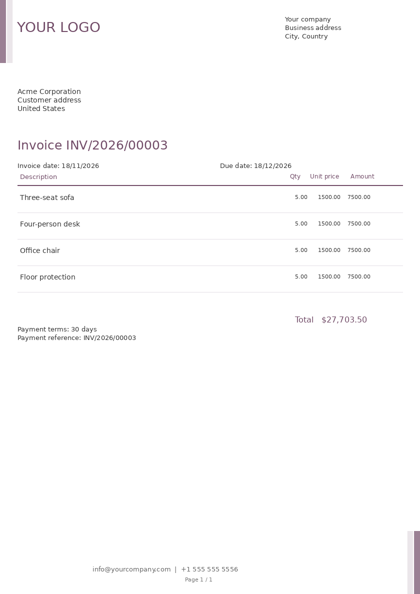 YOUR LOGO
Your company
Business address
City, Country
Acme Corporation
Customer address
United States
Invoice INV/2026/00003
Invoice date: 18/11/2026 Due date: 18/12/2026
Description Qty Unit price Amount
Three-seat sofa 5.00 1500.00 7500.00
Four-person desk 5.00 1500.00 7500.00
Office chair 5.00 1500.00 7500.00
Floor protection 5.00 1500.00 7500.00
Total $27,703.50
Payment terms: 30 days
Payment reference: INV/2026/00003
info@yourcompany.com | +1 555 555 5556
Page 1 / 1